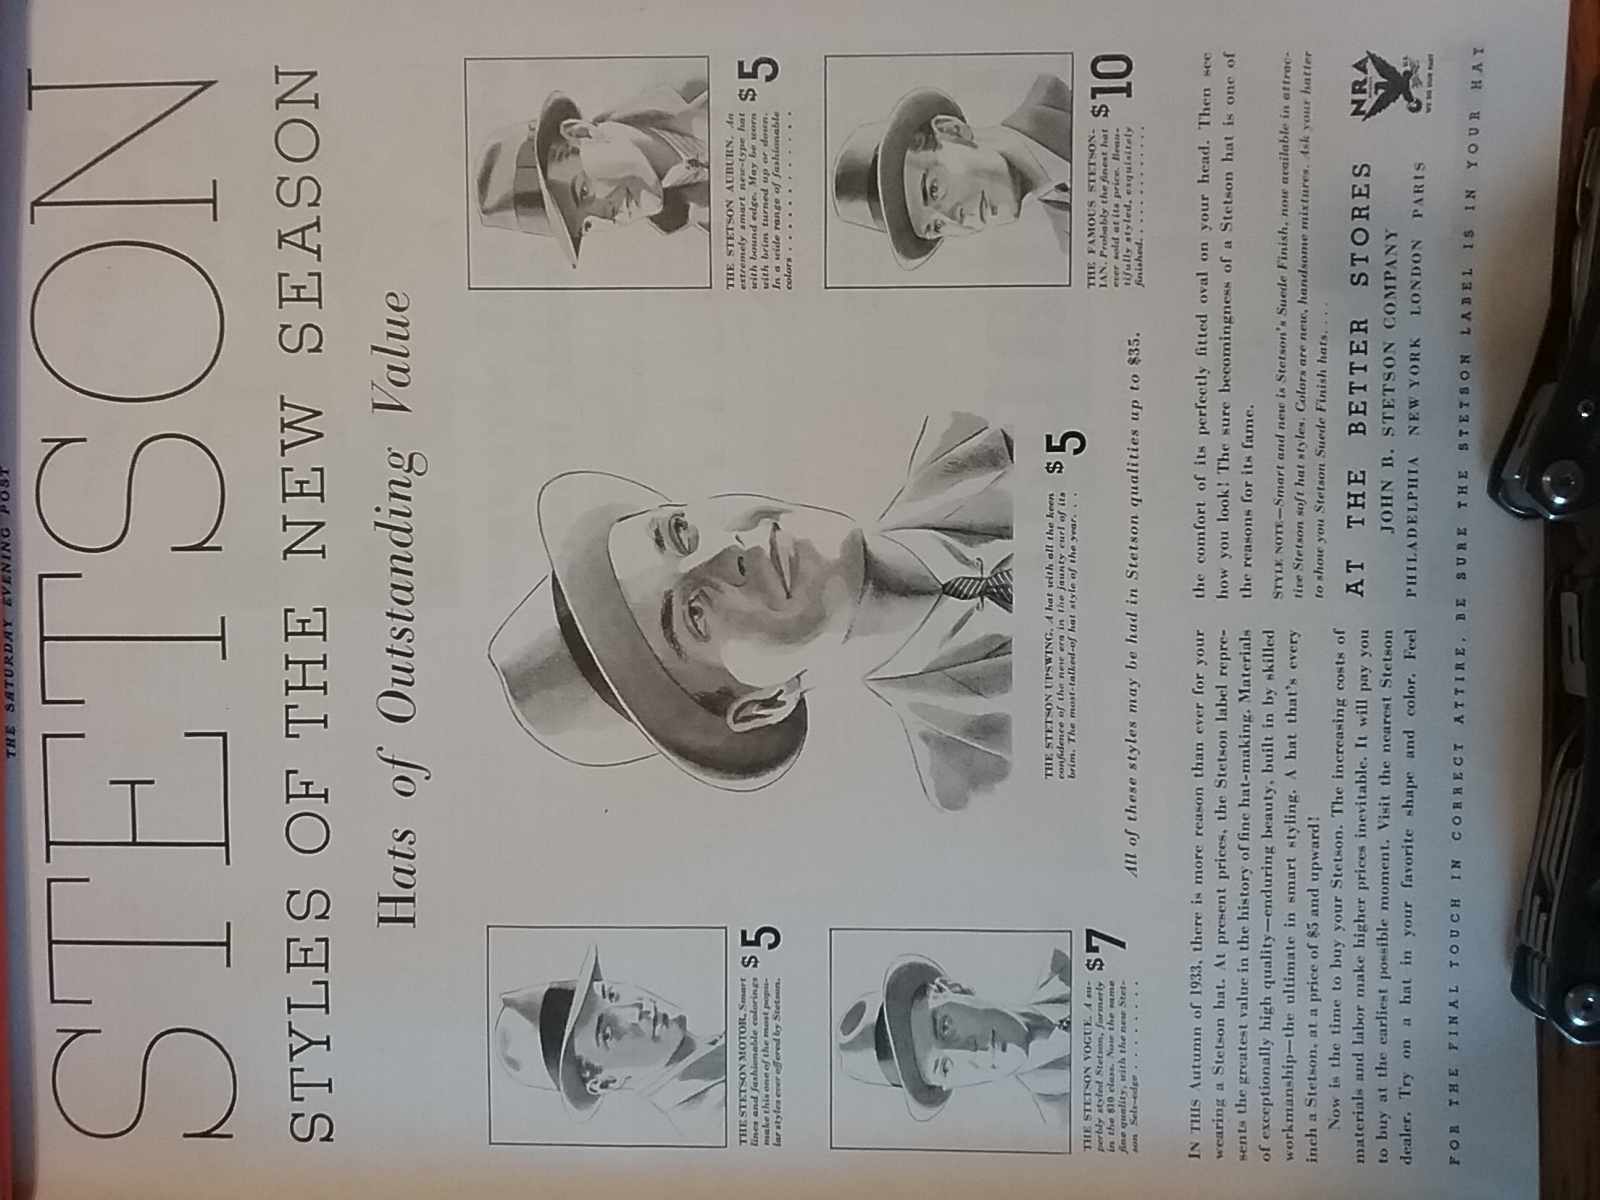 THE SATURDAY EVENING POST
STETSON
STYLES OF THE NEW SEASON
Hats of Outstanding Value
THE STETSON MOTOR. Smart
lines and fashionable colorings
make this one of the most popu-
lar styles ever offered by Stetson.
$5
THE STETSON AUBURN. An
extremely smart new-type hat
with bound edge. May be worn
with brim turned up or down.
In a wide range of fashionable
colors . . . . . . . . . . .
$5
THE STETSON UPSWING. A hat with all the keen
confidence of the new era in the jaunty curl of its
brim. The most-talked-of hat style of the year. . .
$5
THE STETSON VOGUE. A su-
perbly styled Stetson, formerly
in the $10 class. Now the same
fine quality, with the new Stet-
son Sels-edge . . . . . . . .
$7
THE FAMOUS STETSON-
IAN. Probably the finest hat
ever sold at its price. Beau-
tifully styled, exquisitely
finished. . . . . . . . . . .
$10
All of these styles may be had in Stetson qualities up to $35.
IN THIS Autumn of 1933, there is more reason than ever for your
wearing a Stetson hat. At present prices, the Stetson label repre-
sents the greatest value in the history of fine hat-making. Materials
of exceptionally high quality—enduring beauty, built in by skilled
workmanship—the ultimate in smart styling. A hat that's every
inch a Stetson, at a price of $5 and upward!
Now is the time to buy your Stetson. The increasing costs of
materials and labor make higher prices inevitable. It will pay you
to buy at the earliest possible moment. Visit the nearest Stetson
dealer. Try on a hat in your favorite shape and color. Feel
the comfort of its perfectly fitted oval on your head. Then see
how you look! The sure becomingness of a Stetson hat is one of
the reasons for its fame.
STYLE NOTE—Smart and new is Stetson's Suede Finish, now available in attrac-
tive Stetson soft hat styles. Colors are new, handsome mixtures. Ask your hatter
to show you Stetson Suede Finish hats. . . .
AT THE BETTER STORES
JOHN B. STETSON COMPANY
PHILADELPHIA NEW YORK LONDON PARIS
NRA
WE DO OUR PART
FOR THE FINAL TOUCH IN CORRECT ATTIRE, BE SURE THE STETSON LABEL IS IN YOUR HAT